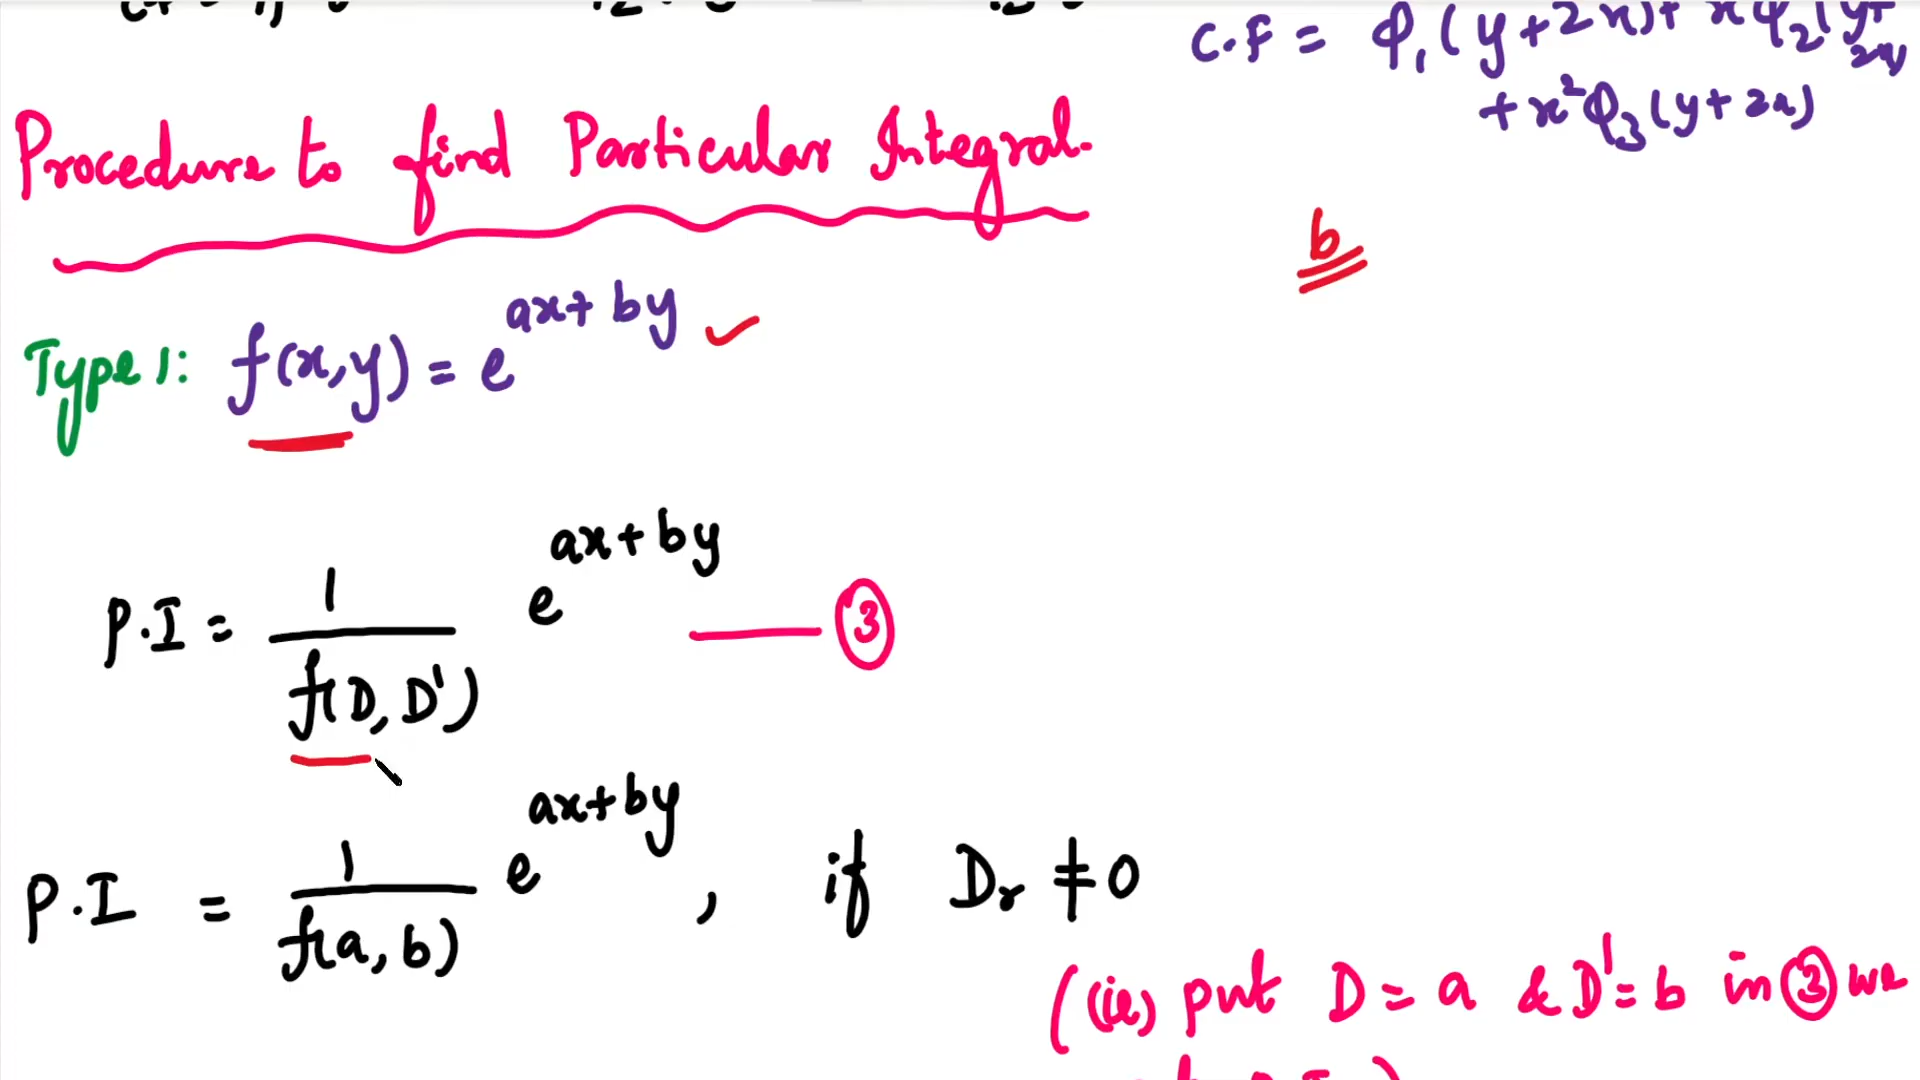 C.F = φ₁(y+2x)+ xφ₂(y+
2x)
+ x²φ₃(y+2x)
Procedure to find Particular Integral.
b
Type 1: f(x,y) = e^{ax+by} ✓
P.I = 1/f(D, D') e^{ax+by} —— ③
P.I = 1/f(a, b) e^{ax+by} , if Dr ≠ 0
((ie) put D = a & D' = b in ③ we